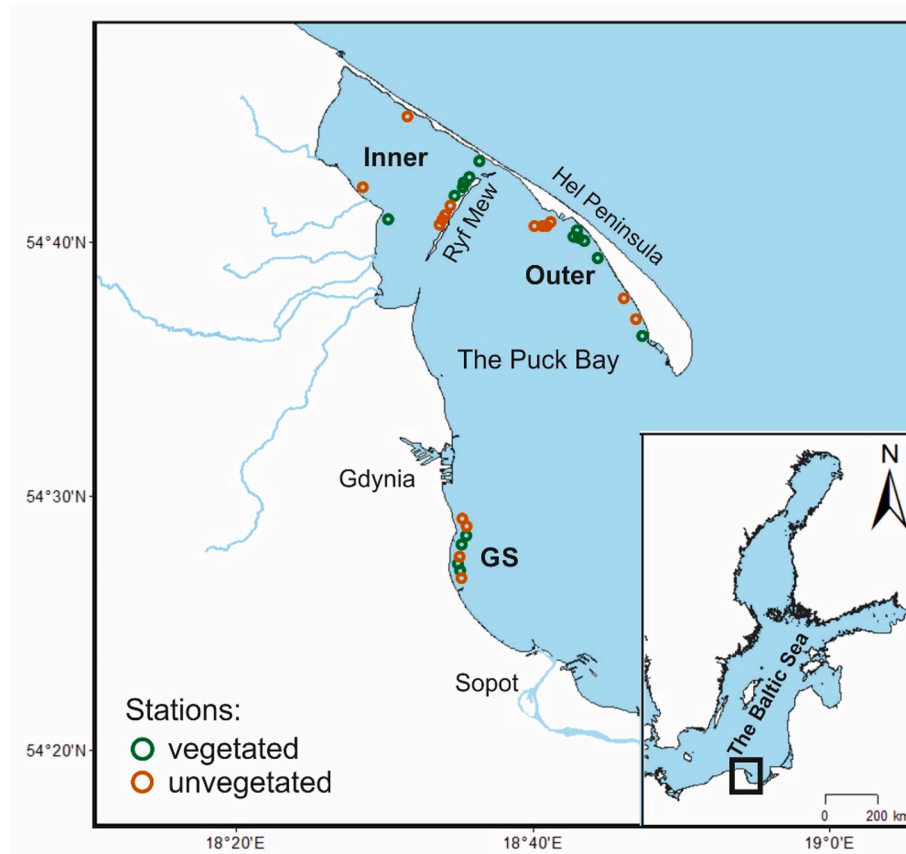 Inner
Ryf Mew
Hel Peninsula
54°40'N
Outer
The Puck Bay
Gdynia
54°30'N
GS
N
Sopot
The Baltic Sea
Stations:
vegetated
54°20'N
unvegetated
0 200 km
18°20'E 18°40'E 19°0'E